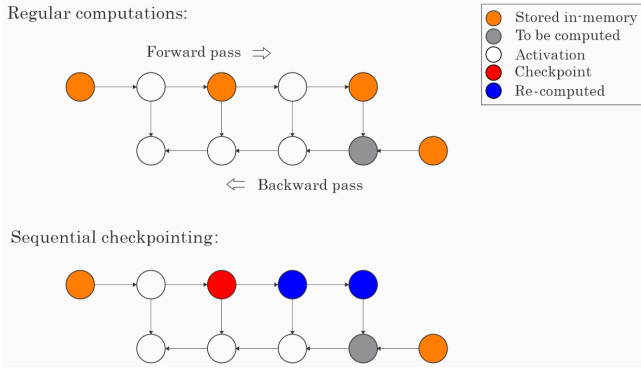 Regular computations:
Stored in-memory
To be computed
Activation
Checkpoint
Re-computed
Forward pass
Backward pass
Sequential checkpointing: